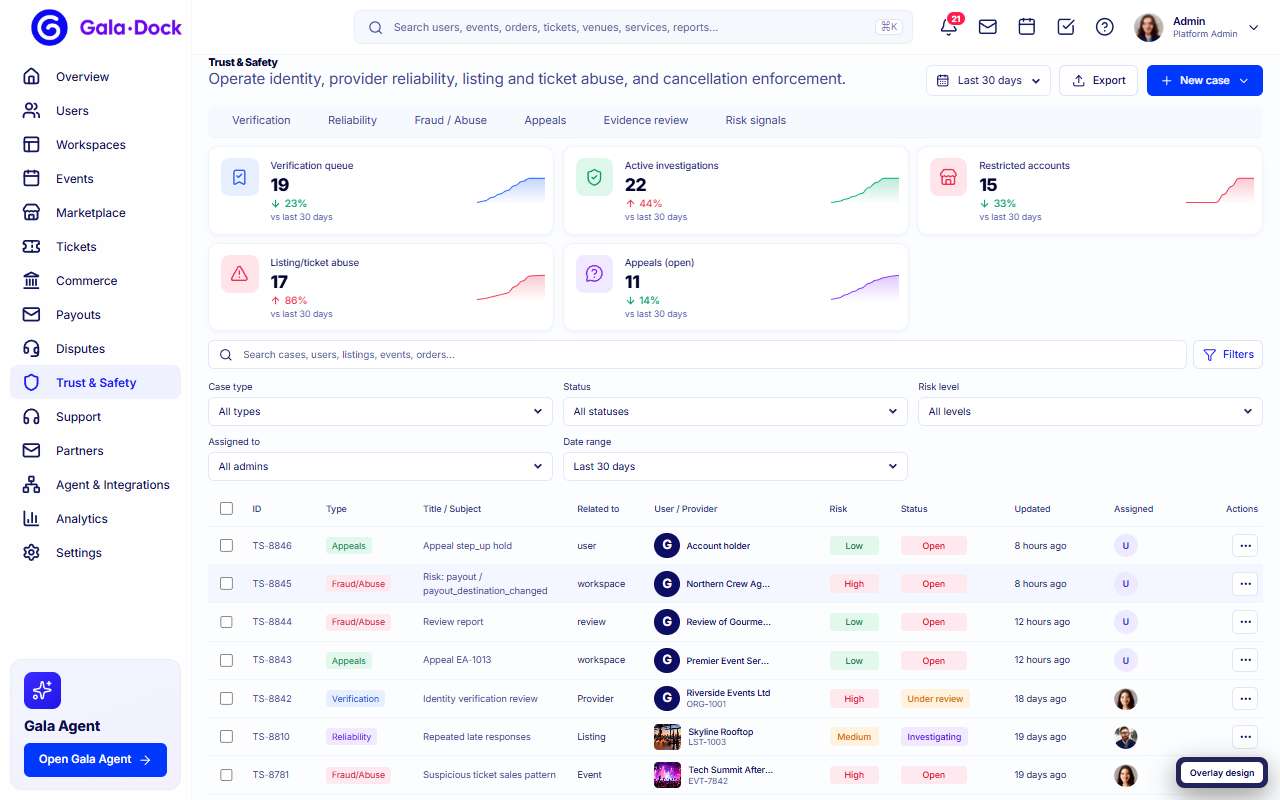 Gala·Dock
Search users, events, orders, tickets, venues, services, reports...
⌘K
21
Admin
Platform Admin
Overview
Users
Workspaces
Events
Marketplace
Tickets
Commerce
Payouts
Disputes
Trust & Safety
Support
Partners
Agent & Integrations
Analytics
Settings
Gala Agent
Open Gala Agent
Trust & Safety
Operate identity, provider reliability, listing and ticket abuse, and cancellation enforcement.
Last 30 days
Export
New case
Verification
Reliability
Fraud / Abuse
Appeals
Evidence review
Risk signals
Verification queue
19
↓ 23%
vs last 30 days
Active investigations
22
↑ 44%
vs last 30 days
Restricted accounts
15
↓ 33%
vs last 30 days
Listing/ticket abuse
17
↑ 86%
vs last 30 days
Appeals (open)
11
↓ 14%
vs last 30 days
Search cases, users, listings, events, orders...
Filters
Case type
All types
Status
All statuses
Risk level
All levels
Assigned to
All admins
Date range
Last 30 days
ID Type Title / Subject Related to User / Provider Risk Status Updated Assigned Actions
TS-8846 Appeals Appeal step_up hold user G Account holder Low Open 8 hours ago U
TS-8845 Fraud/Abuse Risk: payout / payout_destination_changed workspace G Northern Crew Ag... High Open 8 hours ago U
TS-8844 Fraud/Abuse Review report review G Review of Gourme... Low Open 12 hours ago U
TS-8843 Appeals Appeal EA-1013 workspace G Premier Event Ser... Low Open 12 hours ago U
TS-8842 Verification Identity verification review Provider G Riverside Events Ltd ORG-1001 High Under review 18 days ago
TS-8810 Reliability Repeated late responses Listing Skyline Rooftop LST-1003 Medium Investigating 19 days ago
TS-8781 Fraud/Abuse Suspicious ticket sales pattern Event Tech Summit After... EVT-7842 High Open 19 days ago
Overlay design